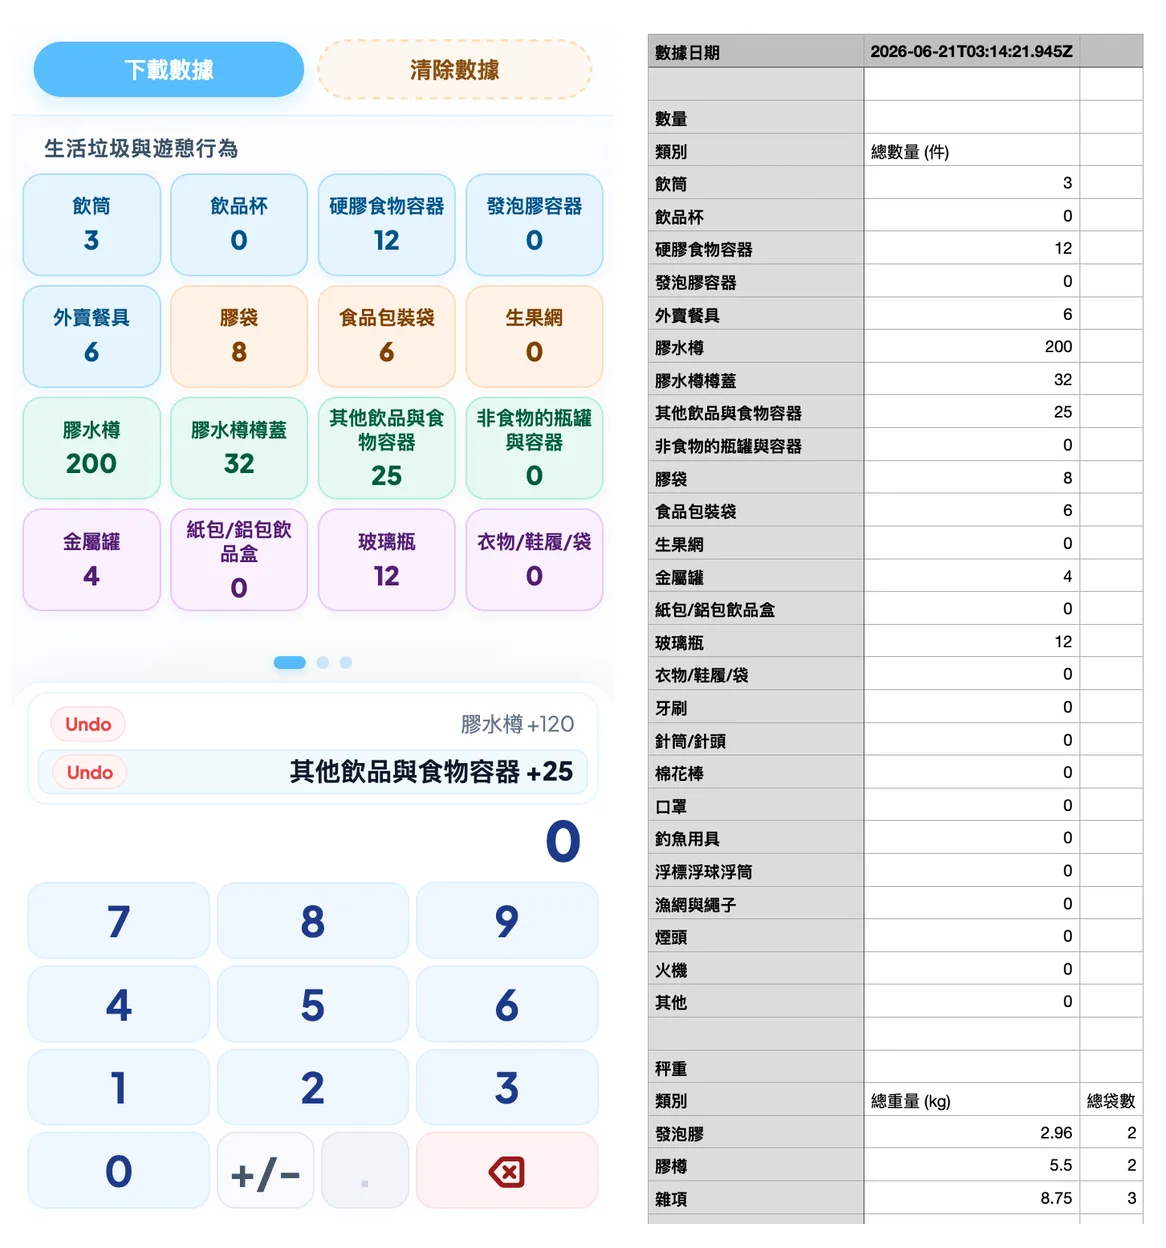 下載數據
清除數據
生活垃圾與遊憩行為
飲筒
3
飲品杯
0
硬膠食物容器
12
發泡膠容器
0
外賣餐具
6
膠袋
8
食品包裝袋
6
生果網
0
膠水樽
200
膠水樽樽蓋
32
其他飲品與食
物容器
25
非食物的瓶罐
與容器
0
金屬罐
4
紙包/鋁包飲
品盒
0
玻璃瓶
12
衣物/鞋履/袋
0
Undo 膠水樽 +120
Undo 其他飲品與食物容器 +25
0
7 8 9
4 5 6
1 2 3
0 +/- .
數據日期 2026-06-21T03:14:21.945Z
數量
類別 總數量 (件)
飲筒 3
飲品杯 0
硬膠食物容器 12
發泡膠容器 0
外賣餐具 6
膠水樽 200
膠水樽樽蓋 32
其他飲品與食物容器 25
非食物的瓶罐與容器 0
膠袋 8
食品包裝袋 6
生果網 0
金屬罐 4
紙包/鋁包飲品盒 0
玻璃瓶 12
衣物/鞋履/袋 0
牙刷 0
針筒/針頭 0
棉花棒 0
口罩 0
釣魚用具 0
浮標浮球浮筒 0
漁網與繩子 0
煙頭 0
火機 0
其他 0
秤重
類別 總重量 (kg) 總袋數
發泡膠 2.96 2
膠樽 5.5 2
雜項 8.75 3